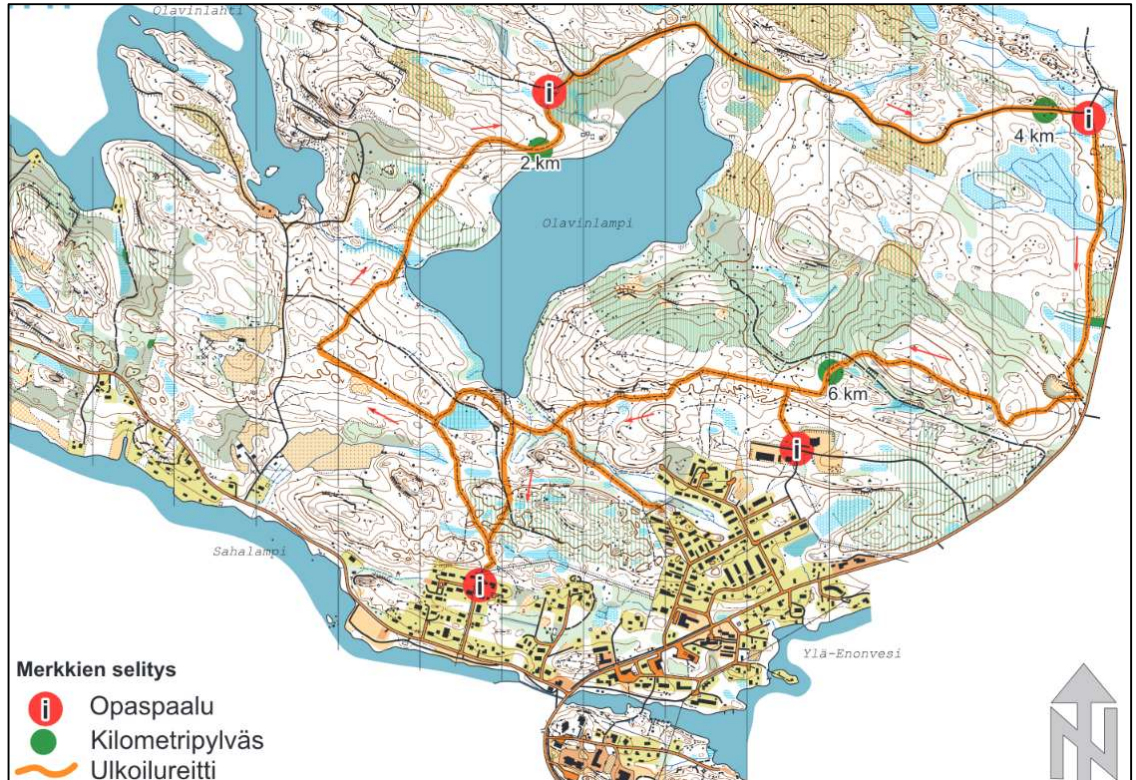 Olavinlahti
i
i
4 km
2 km
Olavinlampi
6 km
i
Sahalampi
i
Ylä-Enonvesi
Merkkien selitys
i Opaspaalu
Kilometripylväs
Ulkoilureitti
N